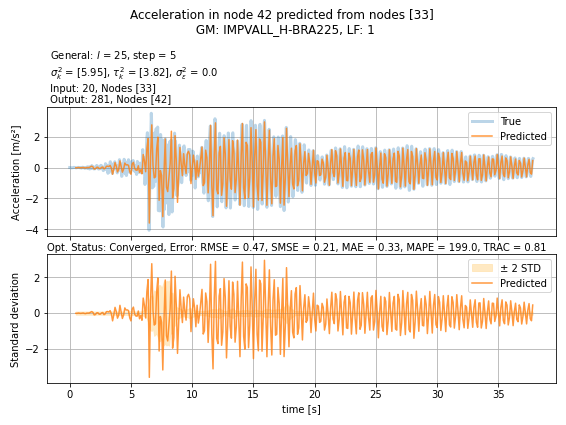 Acceleration in node 42 predicted from nodes [33]
GM: IMPVALL_H-BRA225, LF: 1
General: l = 25, step = 5
σ²ₖ = [5.95], τ²ₖ = [3.82], σ²ε = 0.0
Input: 20, Nodes [33]
Output: 281, Nodes [42]
Acceleration [m/s²]
2
0
−2
−4
True
Predicted
Opt. Status: Converged, Error: RMSE = 0.47, SMSE = 0.21, MAE = 0.33, MAPE = 199.0, TRAC = 0.81
Standard deviation
2
0
−2
± 2 STD
Predicted
0 5 10 15 20 25 30 35
time [s]